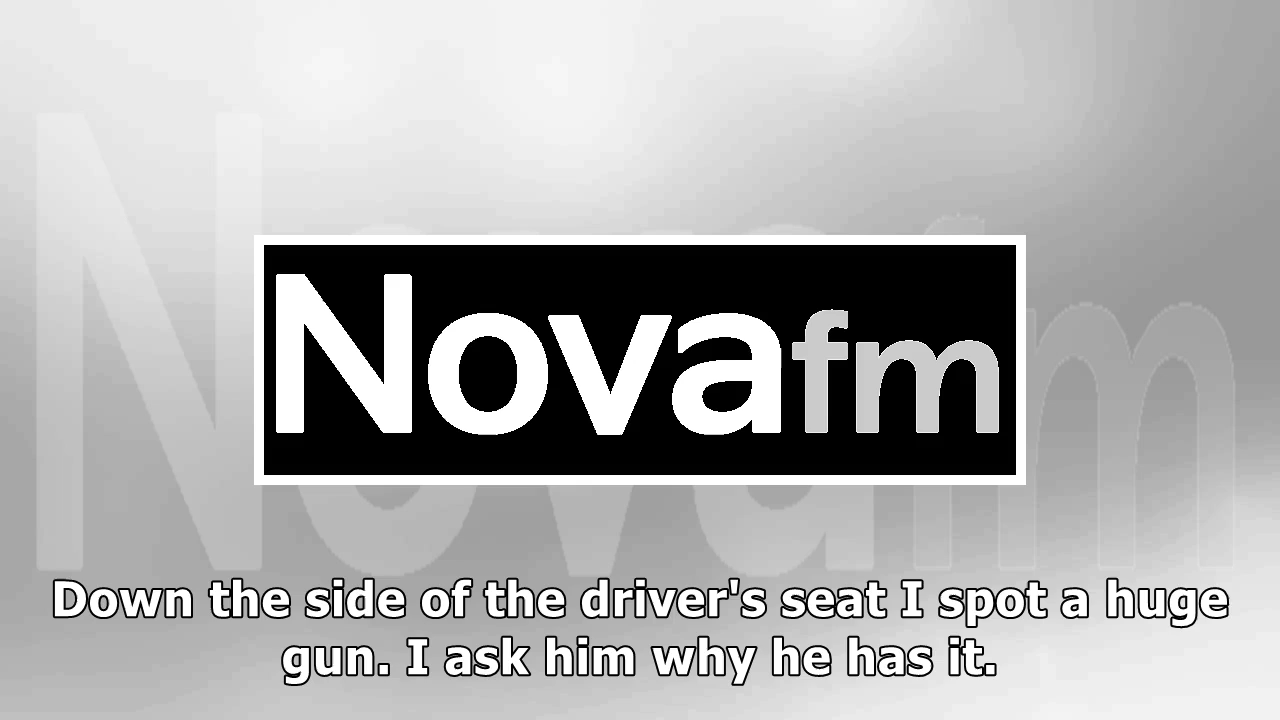 Novafm
Down the side of the driver's seat I spot a huge
gun. I ask him why he has it.